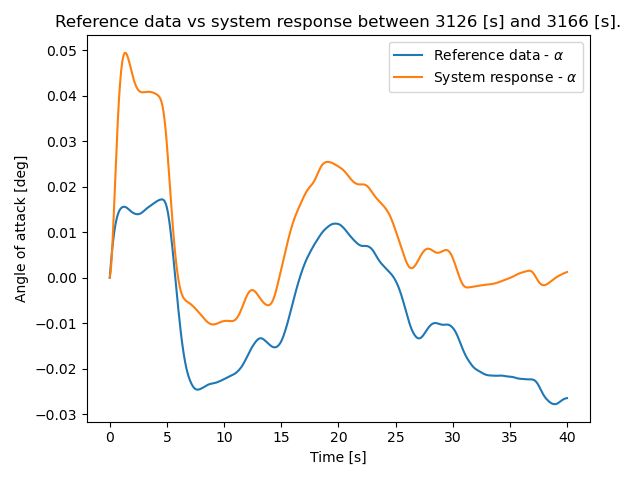 Reference data vs system response between 3126 [s] and 3166 [s].
Reference data - α
System response - α
Angle of attack [deg]
0.05
0.04
0.03
0.02
0.01
0.00
−0.01
−0.02
−0.03
0 5 10 15 20 25 30 35 40
Time [s]